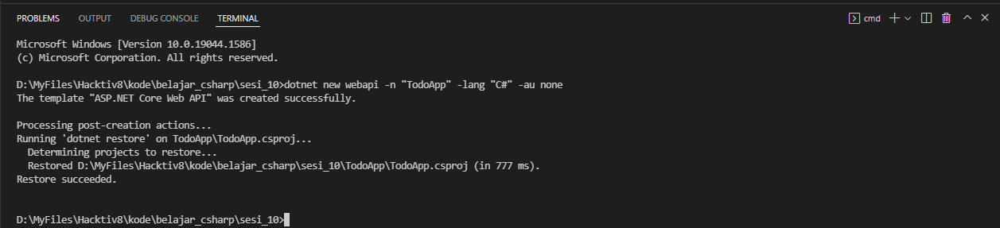 PROBLEMS OUTPUT DEBUG CONSOLE TERMINAL cmd
Microsoft Windows [Version 10.0.19044.1586]
(c) Microsoft Corporation. All rights reserved.
D:\MyFiles\Hacktiv8\kode\belajar_csharp\sesi_10>dotnet new webapi -n "TodoApp" -lang "C#" -au none
The template "ASP.NET Core Web API" was created successfully.
Processing post-creation actions...
Running 'dotnet restore' on TodoApp\TodoApp.csproj...
Determining projects to restore...
Restored D:\MyFiles\Hacktiv8\kode\belajar_csharp\sesi_10\TodoApp\TodoApp.csproj (in 777 ms).
Restore succeeded.
D:\MyFiles\Hacktiv8\kode\belajar_csharp\sesi_10>